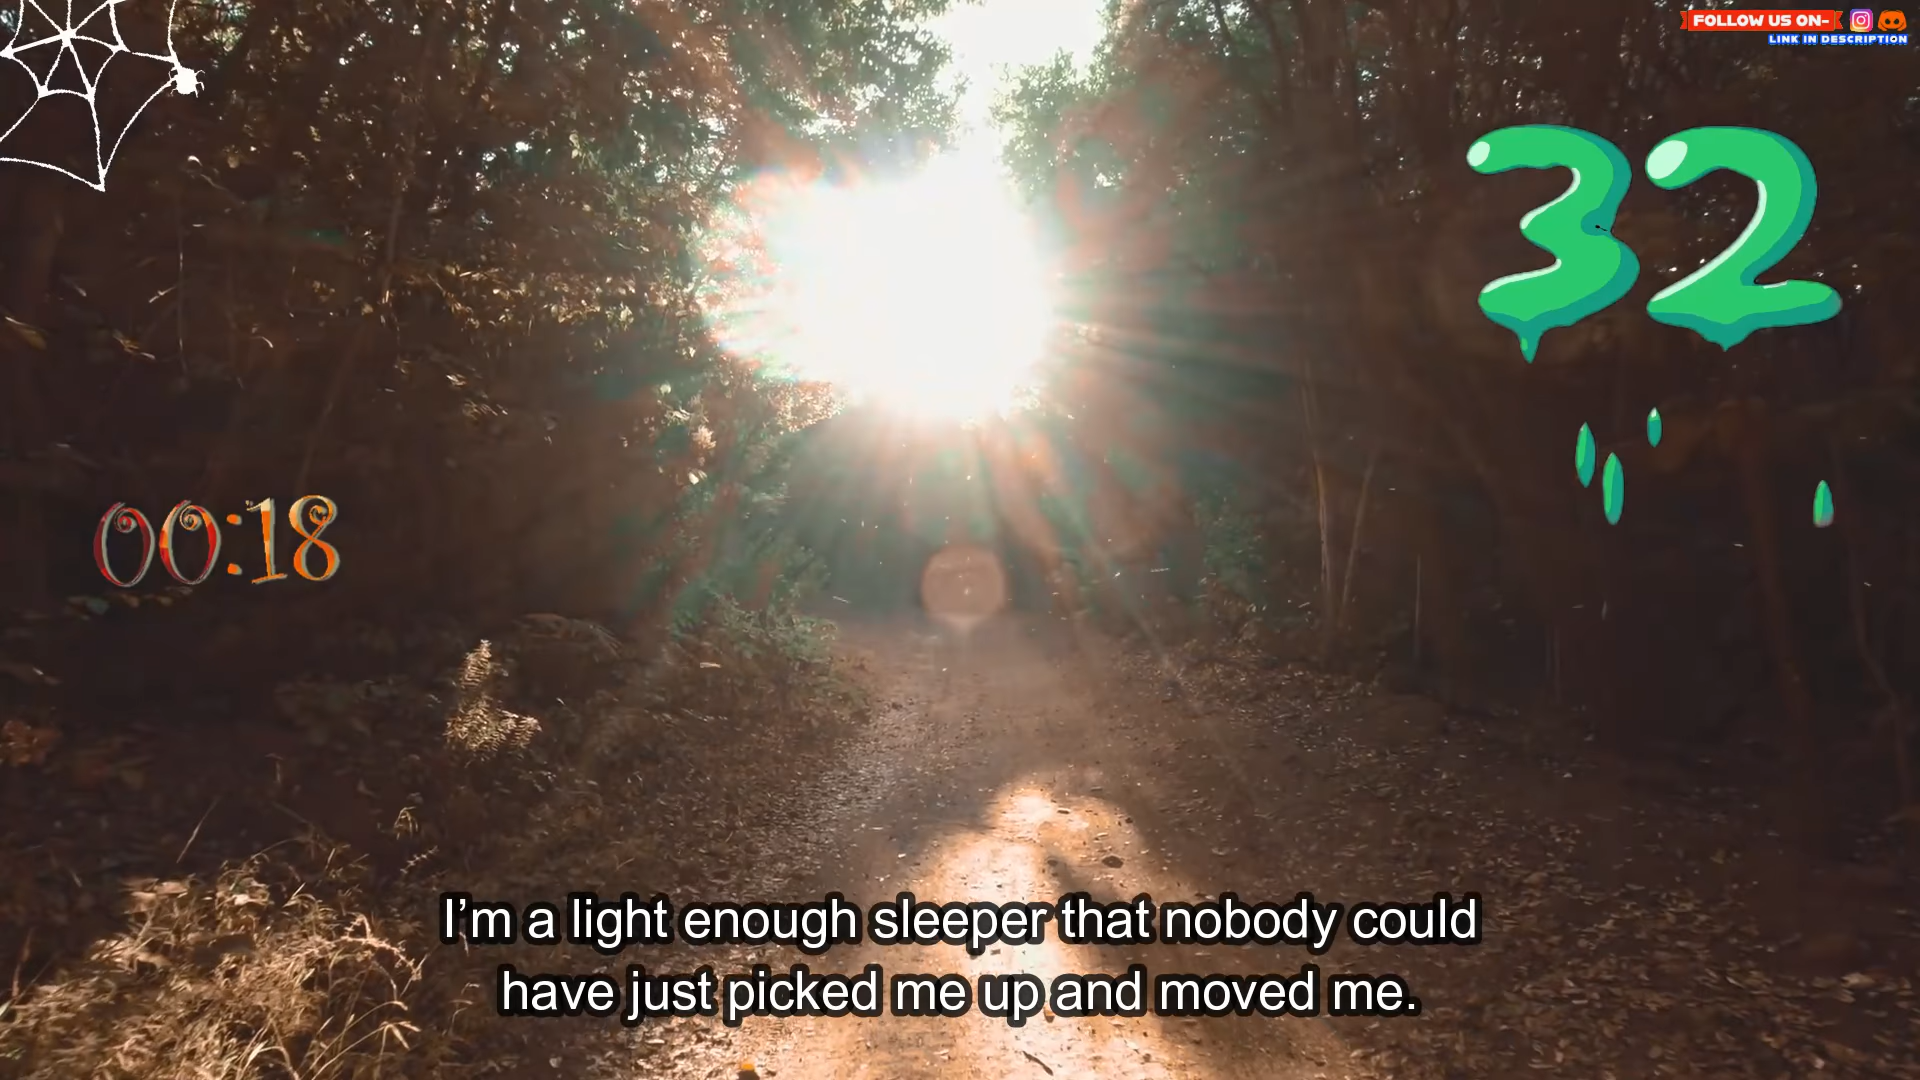 FOLLOW US ON-
LINK IN DESCRIPTION
32
00:18
I’m a light enough sleeper that nobody could
have just picked me up and moved me.